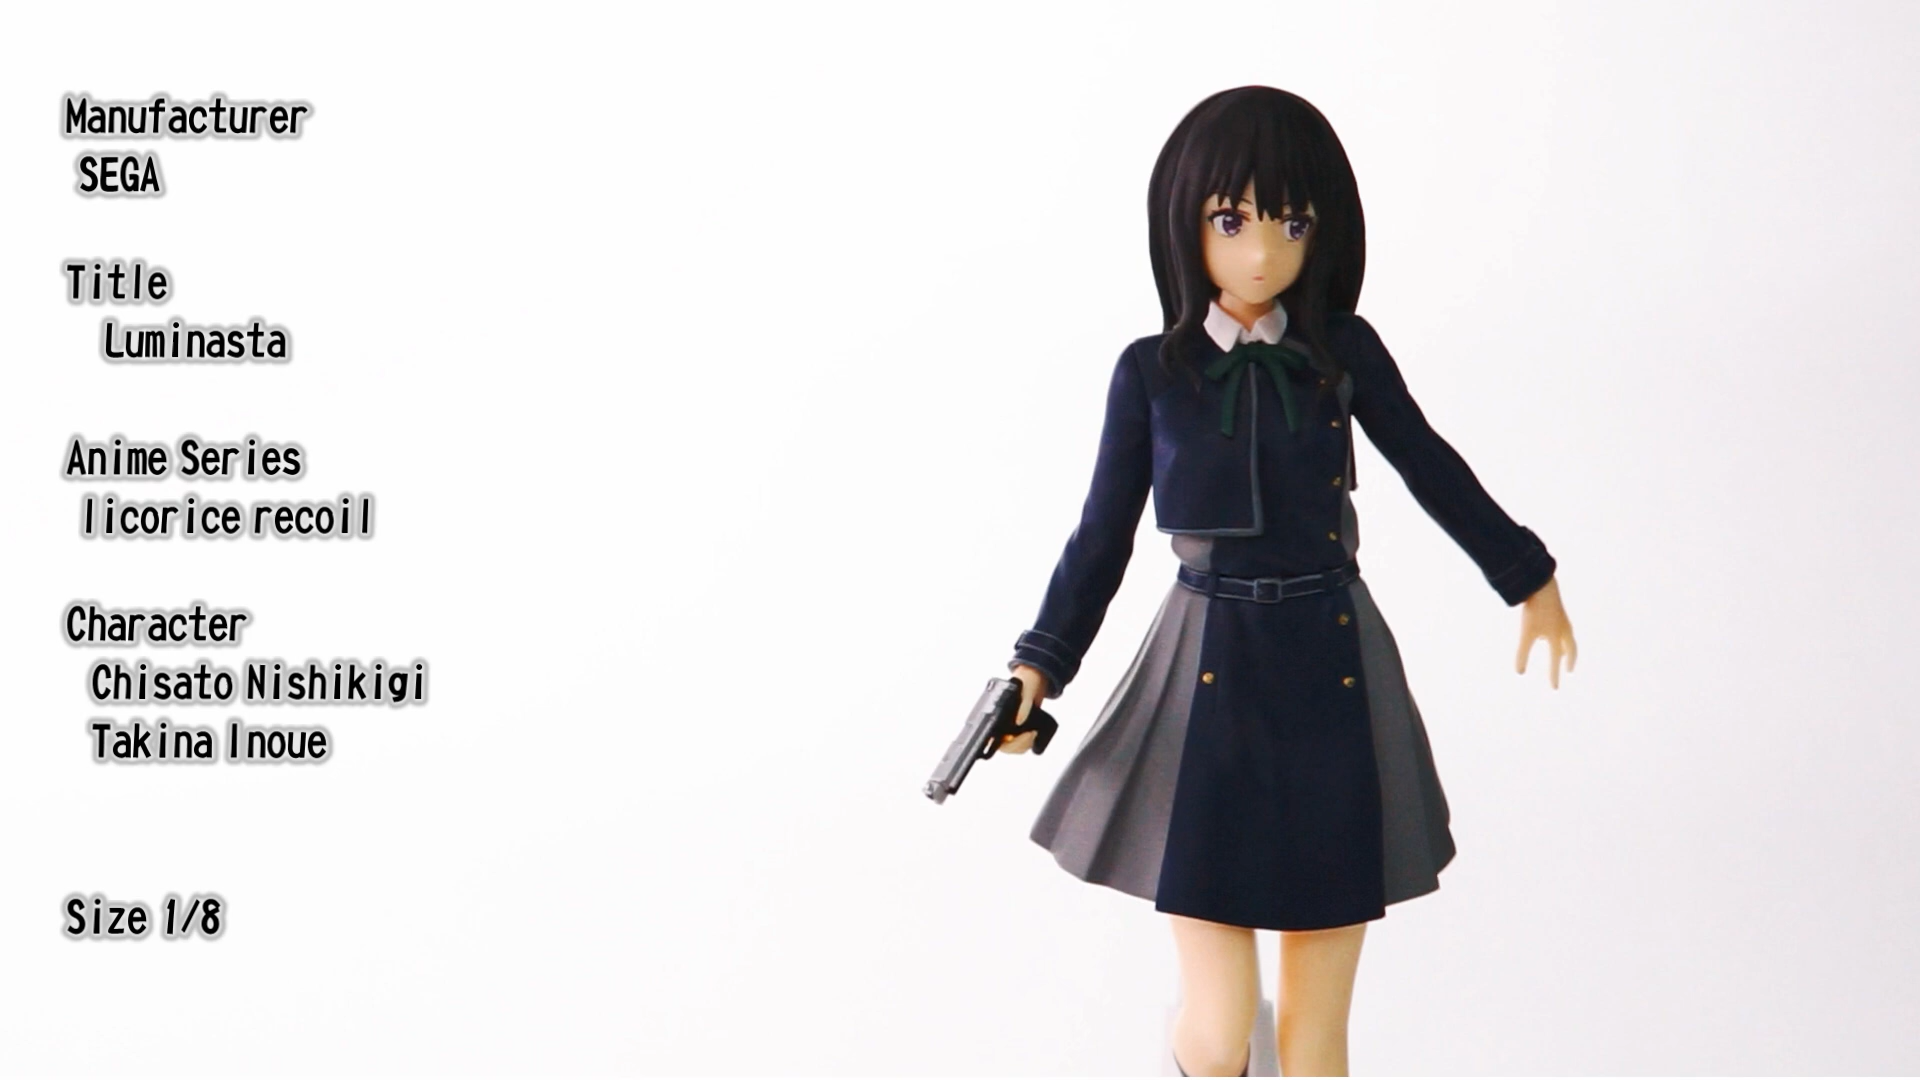 Manufacturer
SEGA
Title
Luminasta
Anime Series
licorice recoil
Character
Chisato Nishikigi
Takina Inoue
Size 1/8